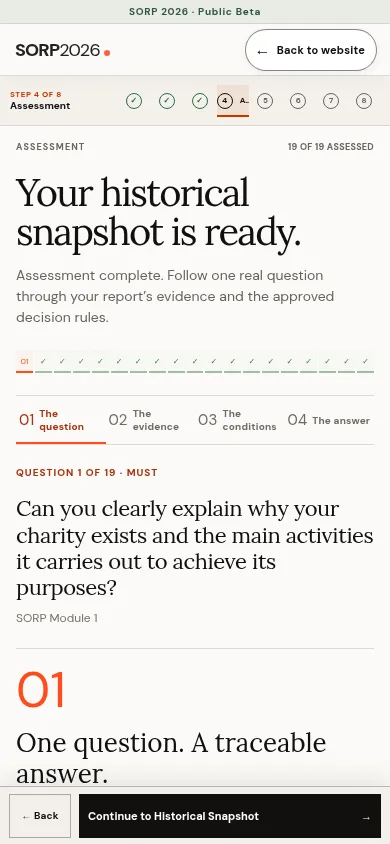 SORP 2026 · Public Beta
SORP2026
← Back to website
STEP 4 OF 8
Assessment
✓ ✓ ✓ 4 A… 5 6 7 8
ASSESSMENT
19 OF 19 ASSESSED
Your historical
snapshot is ready.
Assessment complete. Follow one real question
through your report’s evidence and the approved
decision rules.
01 ✓ ✓ ✓ ✓ ✓ ✓ ✓ ✓ ✓ ✓ ✓ ✓ ✓ ✓ ✓ ✓ ✓ ✓
01 The question
02 The evidence
03 The conditions
04 The answer
QUESTION 1 OF 19 · MUST
Can you clearly explain why your
charity exists and the main activities
it carries out to achieve its
purposes?
SORP Module 1
01
One question. A traceable
answer.
← Back
Continue to Historical Snapshot →